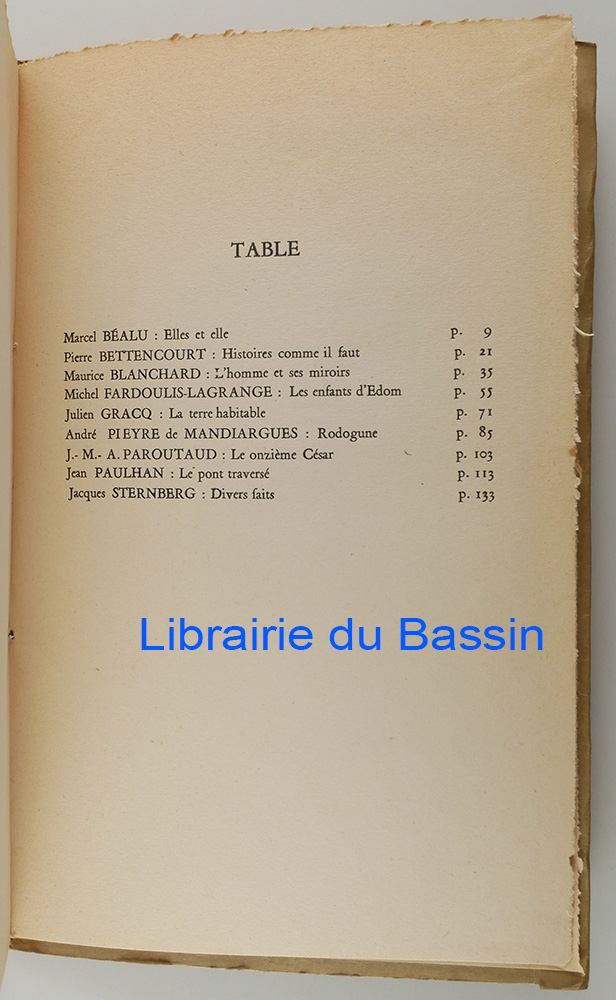 TABLE
Marcel BÉALU : Elles et elle p. 9
Pierre BETTENCOURT : Histoires comme il faut p. 21
Maurice BLANCHARD : L'homme et ses miroirs p. 35
Michel FARDOULIS-LAGRANGE : Les enfants d'Edom p. 55
Julien GRACQ : La terre habitable p. 71
André PIEYRE de MANDIARGUES : Rodogune p. 85
J.- M.- A. PAROUTAUD : Le onzième César p. 103
Jean PAULHAN : Le pont traversé p. 113
Jacques STERNBERG : Divers faits p. 133
Librairie du Bassin